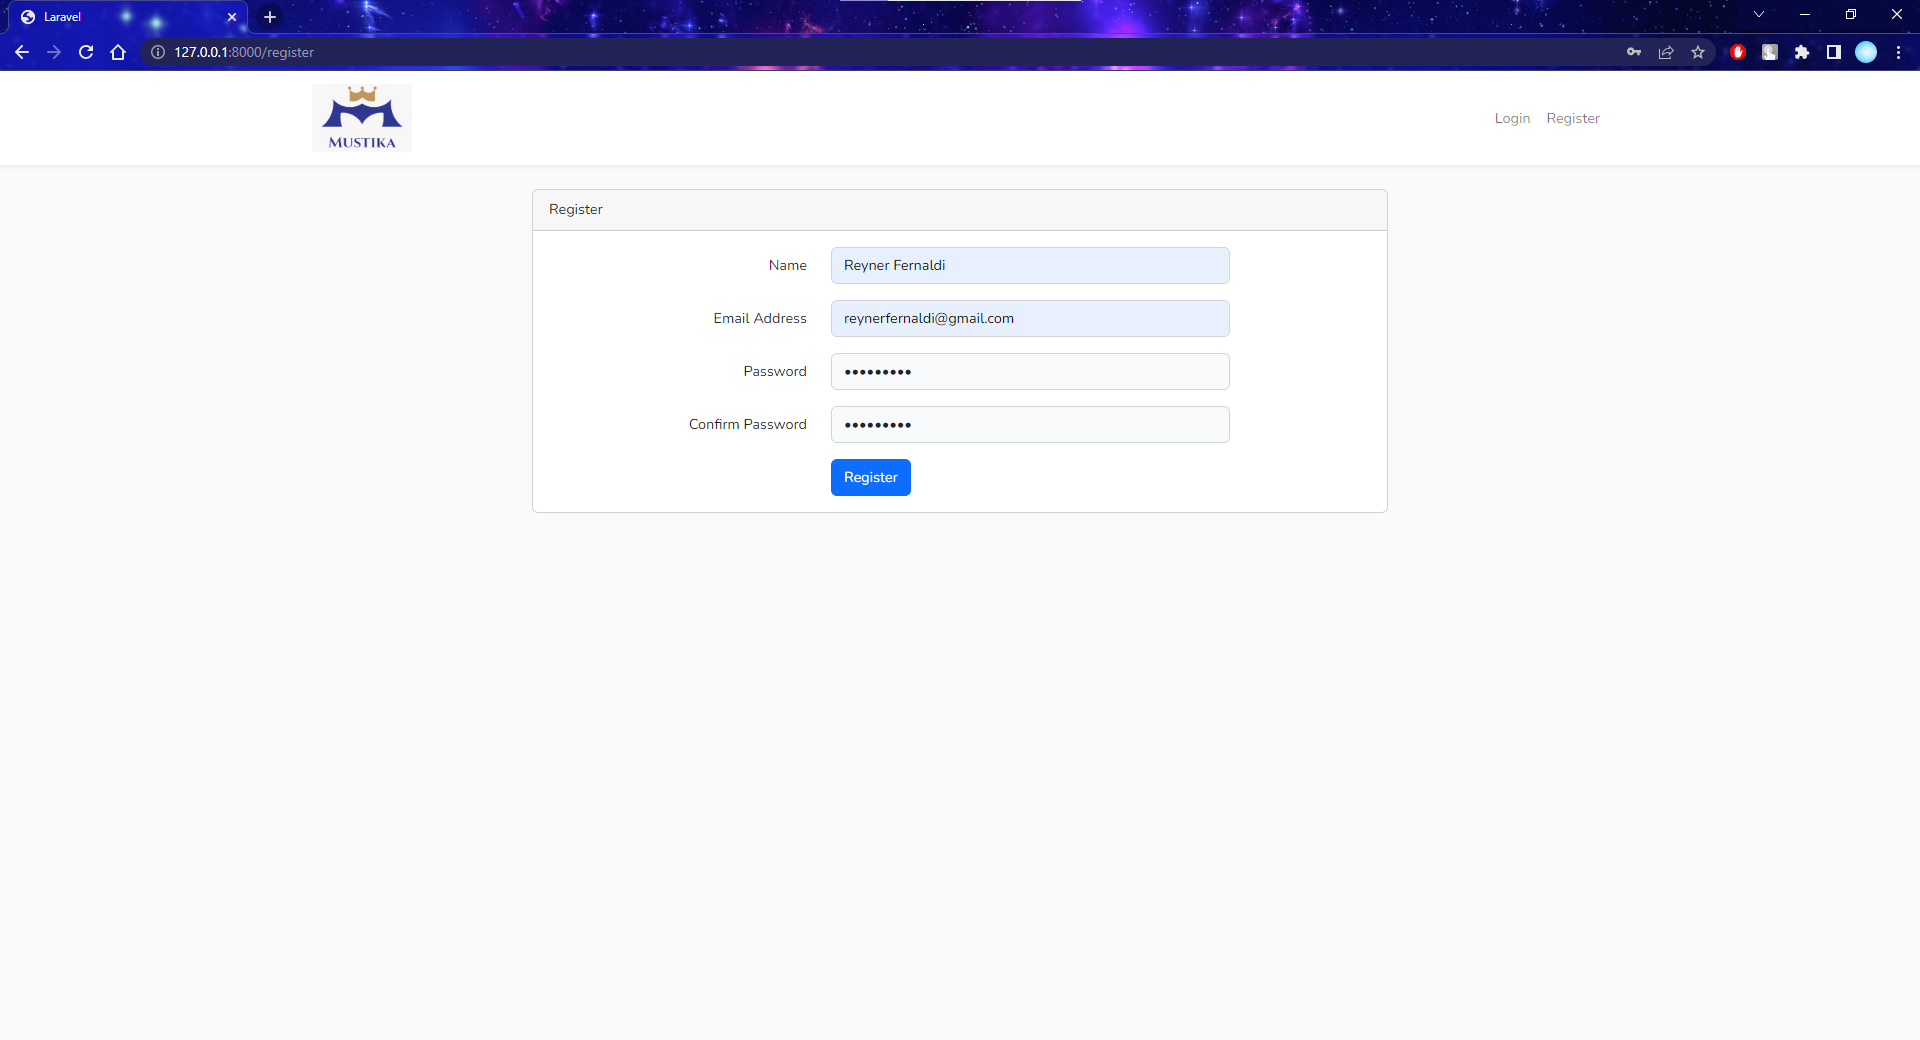 Laravel
127.0.0.1:8000/register
MUSTIKA
Login Register
Register
Name Reyner Fernaldi
Email Address reynerfernaldi@gmail.com
Password •••••••••
Confirm Password •••••••••
Register